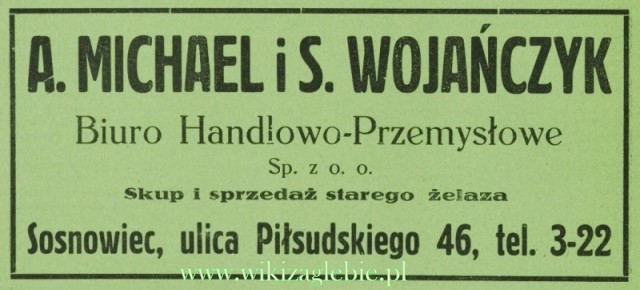 A. MICHAEL i S. WOJAŃCZYK
Biuro Handlowo-Przemysłowe
Sp. z o. o.
Skup i sprzedaż starego żelaza
Sosnowiec, ulica Piłsudskiego 46, tel. 3-22
www.wikizaglebie.pl